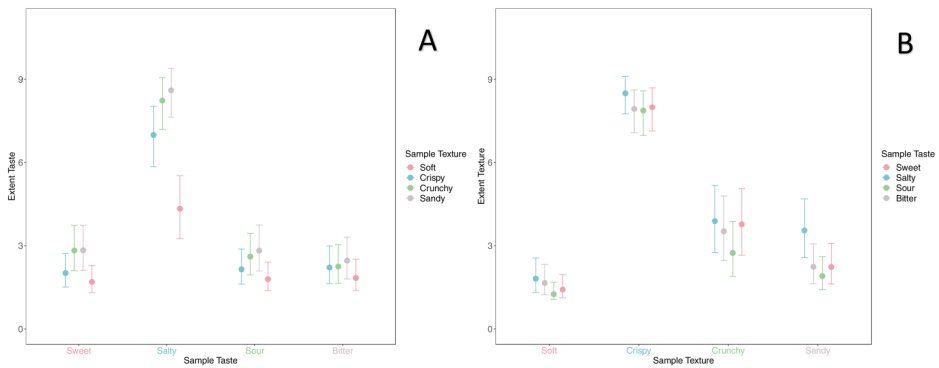 A
9
6
3
0
Extent Taste
Sweet
Salty
Sour
Bitter
Sample Taste
Sample Texture
Soft
Crispy
Crunchy
Sandy
B
9
6
3
0
Extent Texture
Soft
Crispy
Crunchy
Sandy
Sample Texture
Sample Taste
Sweet
Salty
Sour
Bitter